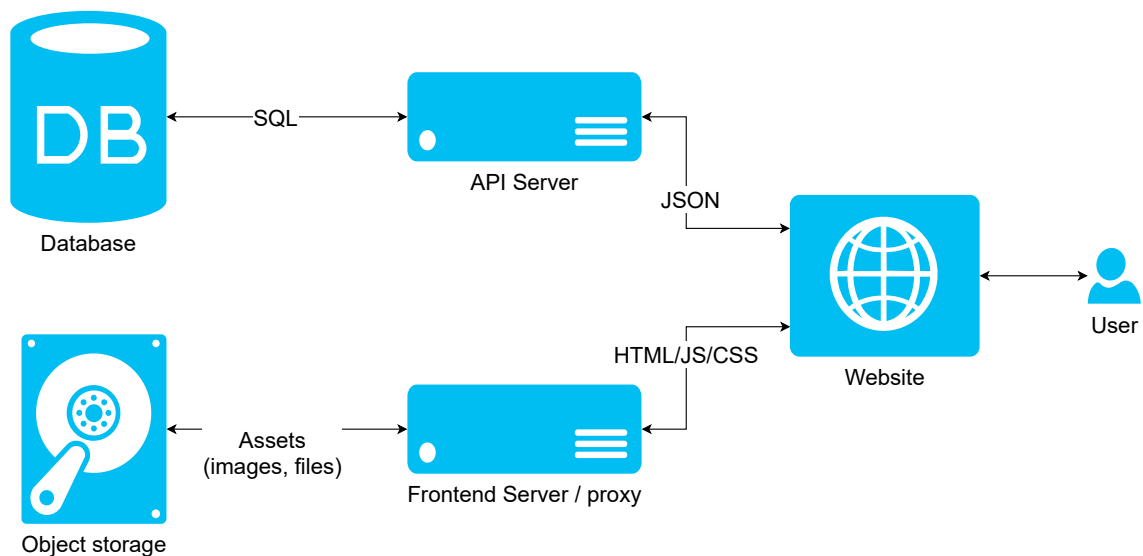 DB
SQL
API Server
Database
JSON
User
HTML/JS/CSS
Website
Assets
(images, files)
Frontend Server / proxy
Object storage